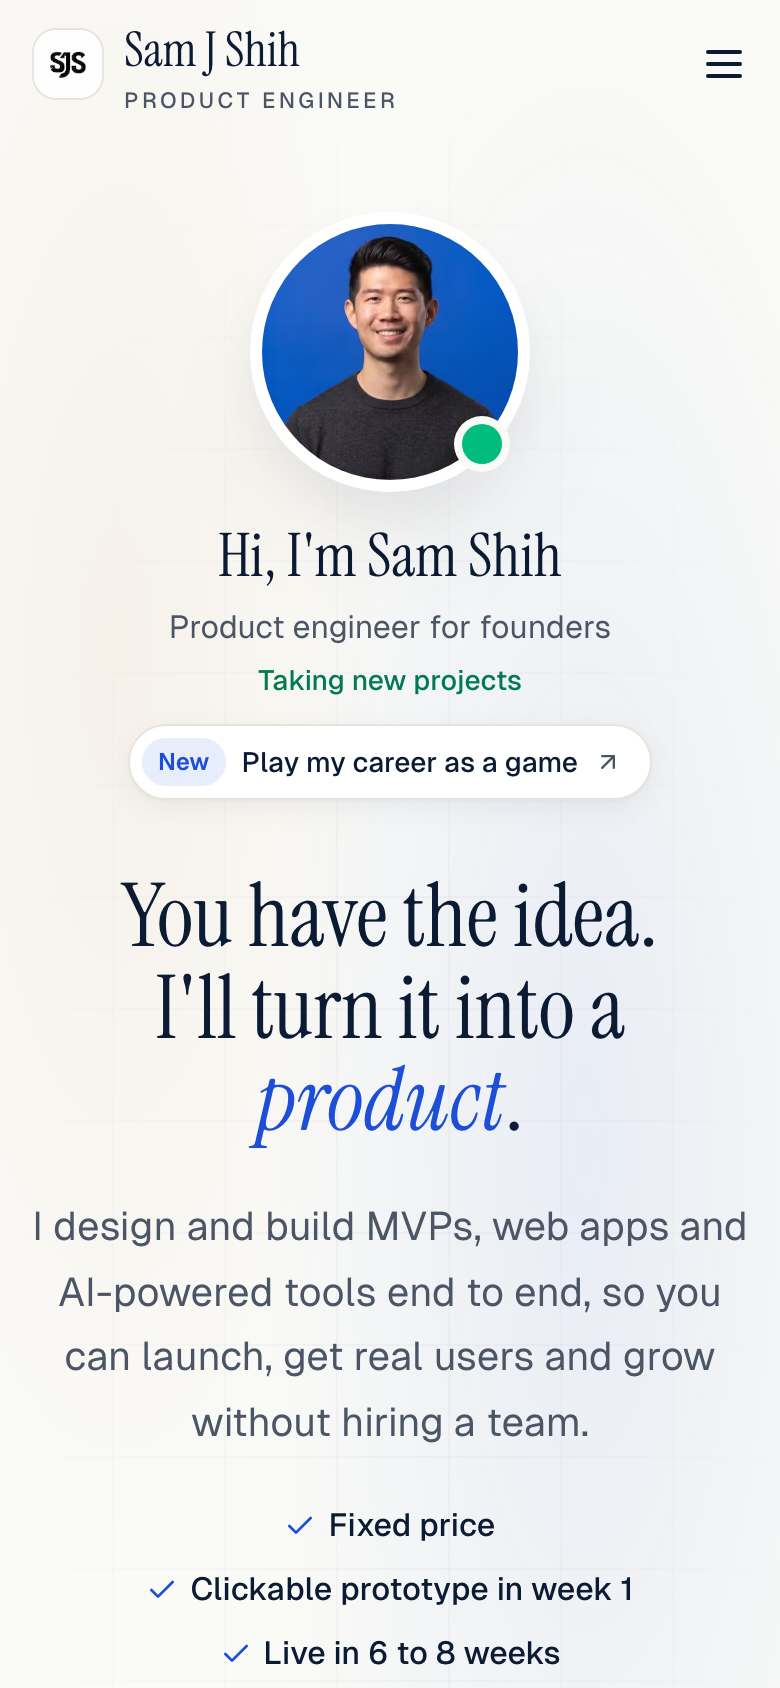 SJS
Sam J Shih
PRODUCT ENGINEER
Hi, I'm Sam Shih
Product engineer for founders
Taking new projects
New Play my career as a game
You have the idea.
I'll turn it into a
product.
I design and build MVPs, web apps and
AI-powered tools end to end, so you
can launch, get real users and grow
without hiring a team.
Fixed price
Clickable prototype in week 1
Live in 6 to 8 weeks